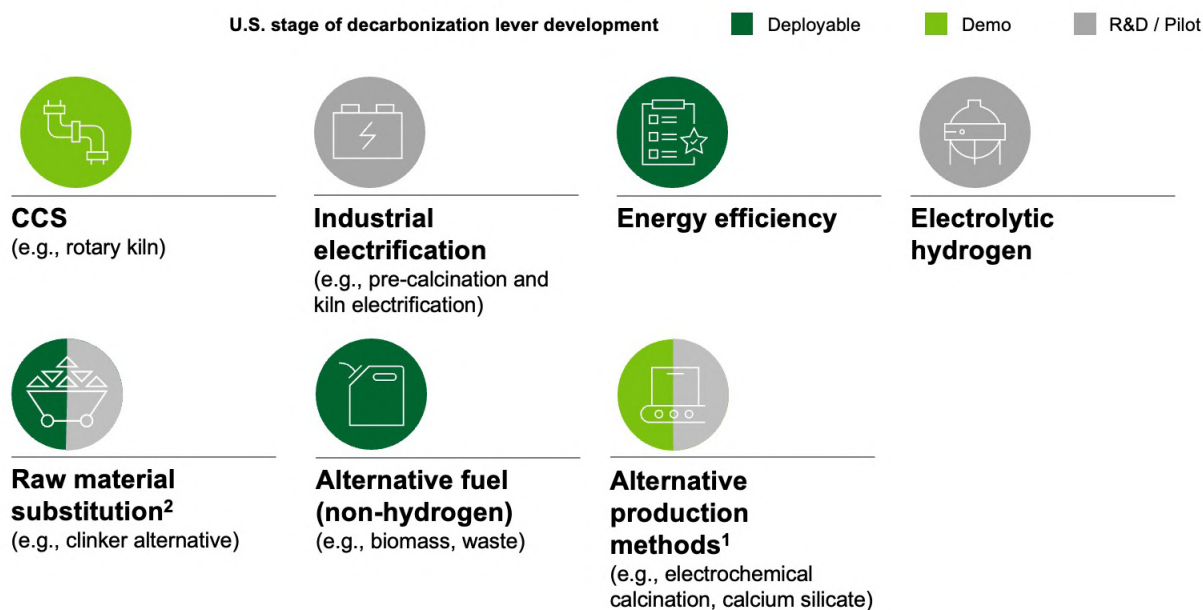 U.S. stage of decarbonization lever development
Deployable
Demo
R&D / Pilot
CCS
(e.g., rotary kiln)
Industrial
electrification
(e.g., pre-calcination and
kiln electrification)
Energy efficiency
Electrolytic
hydrogen
Raw material
substitution²
(e.g., clinker alternative)
Alternative fuel
(non-hydrogen)
(e.g., biomass, waste)
Alternative
production
methods¹
(e.g., electrochemical
calcination, calcium silicate)